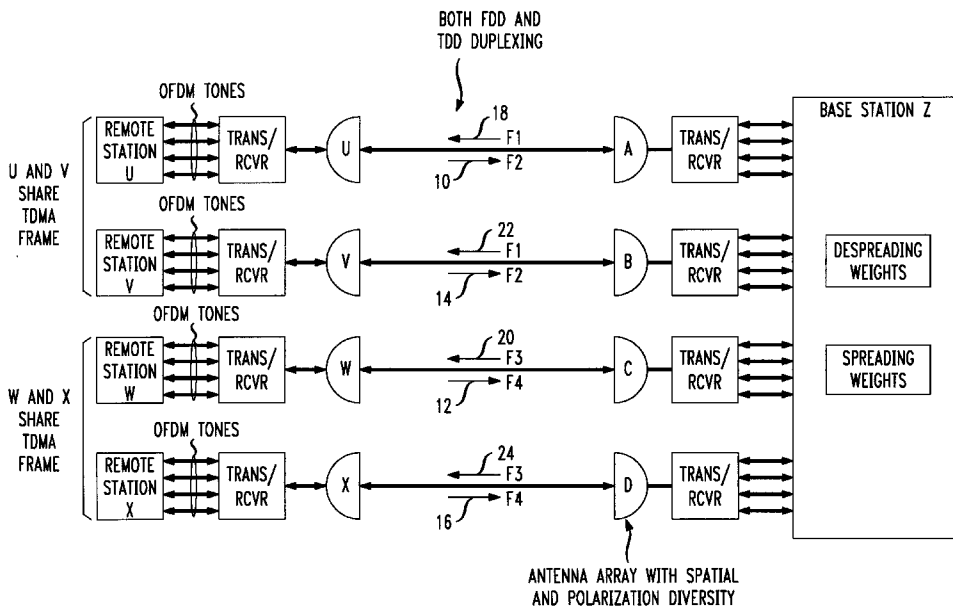 BOTH FDD AND
TDD DUPLEXING
OFDM TONES
REMOTE
STATION
U
TRANS/
RCVR
U
18
F1
10
F2
A
TRANS/
RCVR
BASE STATION Z
U AND V
SHARE
TDMA
FRAME
OFDM TONES
REMOTE
STATION
V
TRANS/
RCVR
V
22
F1
14
F2
B
TRANS/
RCVR
DESPREADING
WEIGHTS
OFDM TONES
REMOTE
STATION
W
TRANS/
RCVR
W
20
F3
12
F4
C
TRANS/
RCVR
SPREADING
WEIGHTS
W AND X
SHARE
TDMA
FRAME
OFDM TONES
REMOTE
STATION
X
TRANS/
RCVR
X
24
F3
16
F4
D
TRANS/
RCVR
ANTENNA ARRAY WITH SPATIAL
AND POLARIZATION DIVERSITY